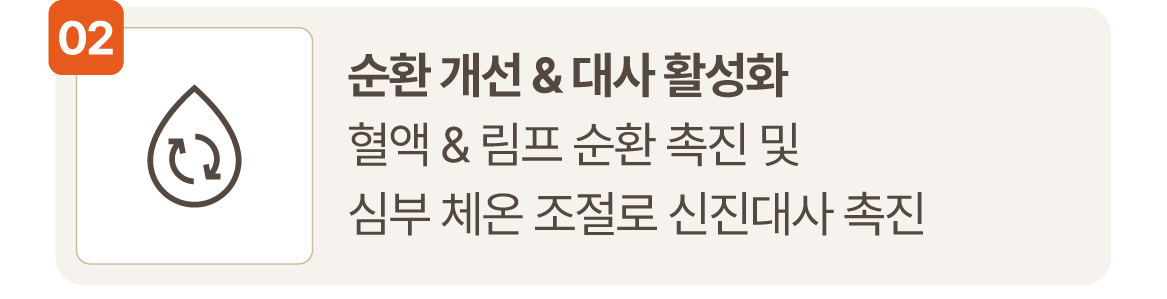 02
순환 개선 & 대사 활성화
혈액 & 림프 순환 촉진 및
심부 체온 조절로 신진대사 촉진